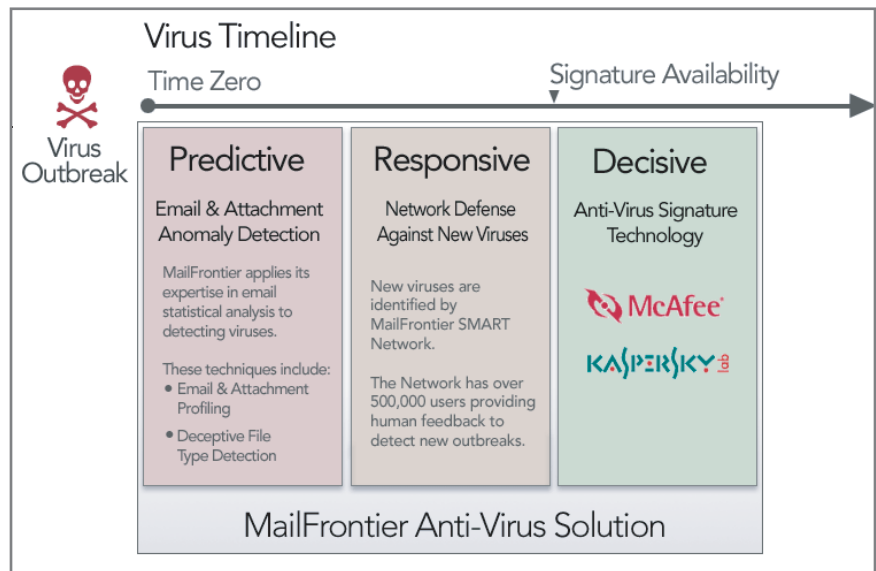 Virus Timeline
Time Zero
Signature Availability
Virus
Outbreak
Predictive
Email & Attachment
Anomaly Detection
MailFrontier applies its
expertise in email
statistical analysis to
detecting viruses.
These techniques include:
• Email & Attachment
Profiling
• Deceptive File
Type Detection
Responsive
Network Defense
Against New Viruses
New viruses are
identified by
MailFrontier SMART
Network.
The Network has over
500,000 users providing
human feedback to
detect new outbreaks.
Decisive
Anti-Virus Signature
Technology
McAfee®
KASPERSKY lab
MailFrontier Anti-Virus Solution